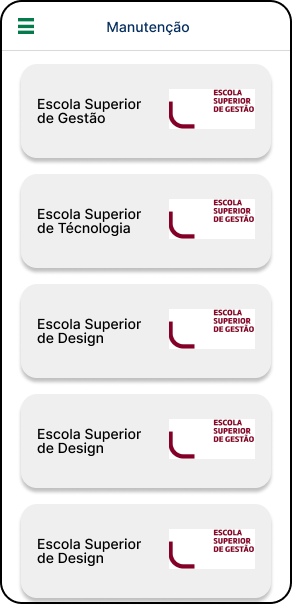 Manutenção
Escola Superior
de Gestão
ESCOLA
SUPERIOR
DE GESTÃO
Escola Superior
de Técnologia
ESCOLA
SUPERIOR
DE GESTÃO
Escola Superior
de Design
ESCOLA
SUPERIOR
DE GESTÃO
Escola Superior
de Design
ESCOLA
SUPERIOR
DE GESTÃO
Escola Superior
de Design
ESCOLA
SUPERIOR
DE GESTÃO